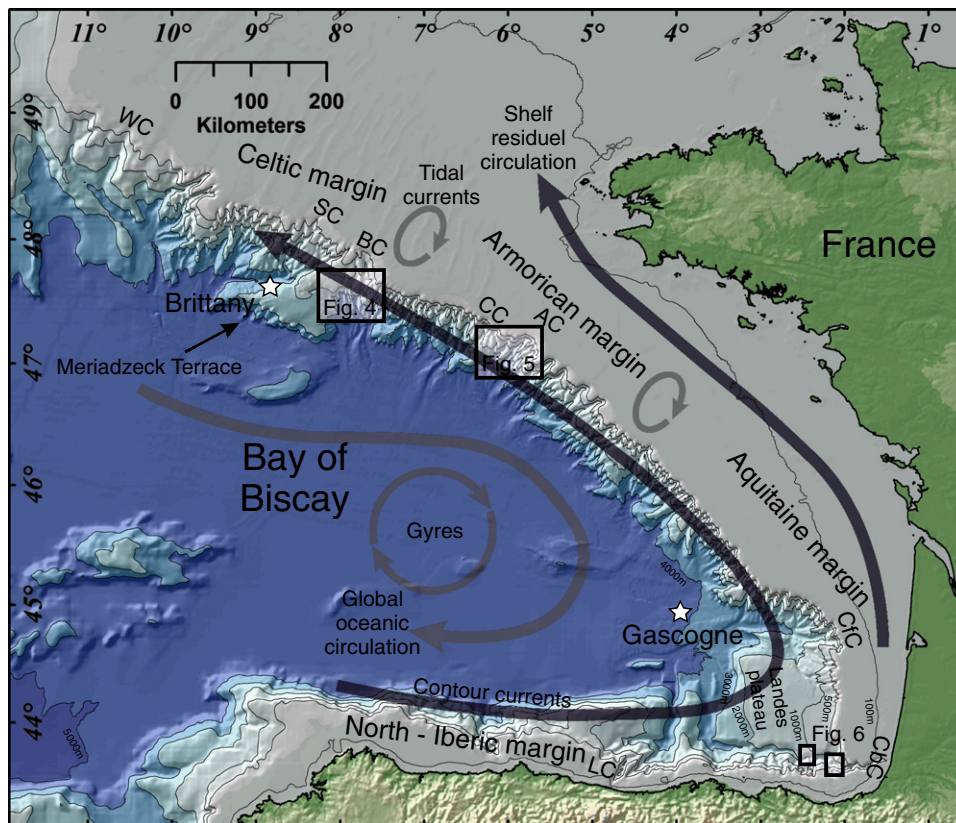 11° 10° 9° 8° 7° 6° 5° 4° 3° 2° 1°
0 100 200
Kilometers
49°
48°
47°
46°
45°
44°
WC
Celtic margin
SC
BC
Tidal
currents
Shelf
residuel
circulation
France
Armorican margin
CC
AC
Brittany
Fig. 4
Fig. 5
Meriadzeck Terrace
Bay of
Biscay
Gyres
Global
oceanic
circulation
Aquitaine margin
4000m
Gascogne
CfC
Contour currents
Landes
plateau
3000m
2000m
1000m
500m
100m
North - Iberic margin
LC
Fig. 6
CbC
5000m